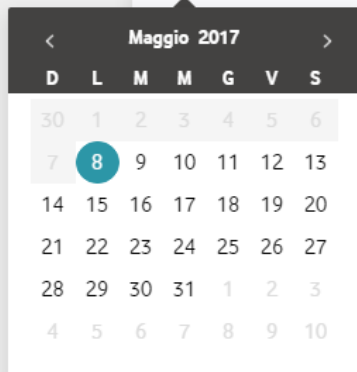 ‹ Maggio 2017 ›
D L M M G V S
30 1 2 3 4 5 6
7 8 9 10 11 12 13
14 15 16 17 18 19 20
21 22 23 24 25 26 27
28 29 30 31 1 2 3
4 5 6 7 8 9 10